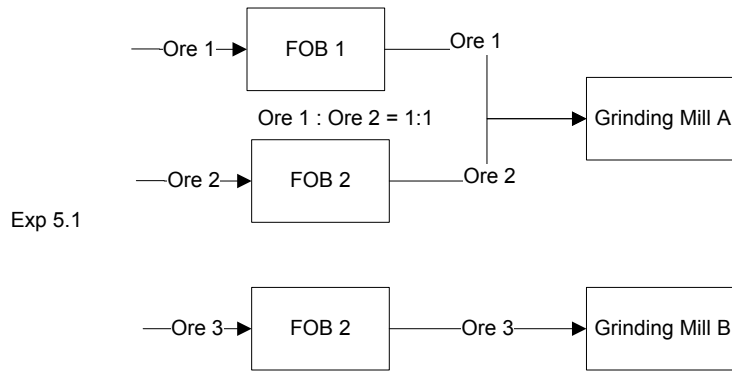 Ore 1
FOB 1
Ore 1
Ore 1 : Ore 2 = 1:1
Grinding Mill A
Ore 2
FOB 2
Ore 2
Exp 5.1
Ore 3
FOB 2
Ore 3
Grinding Mill B